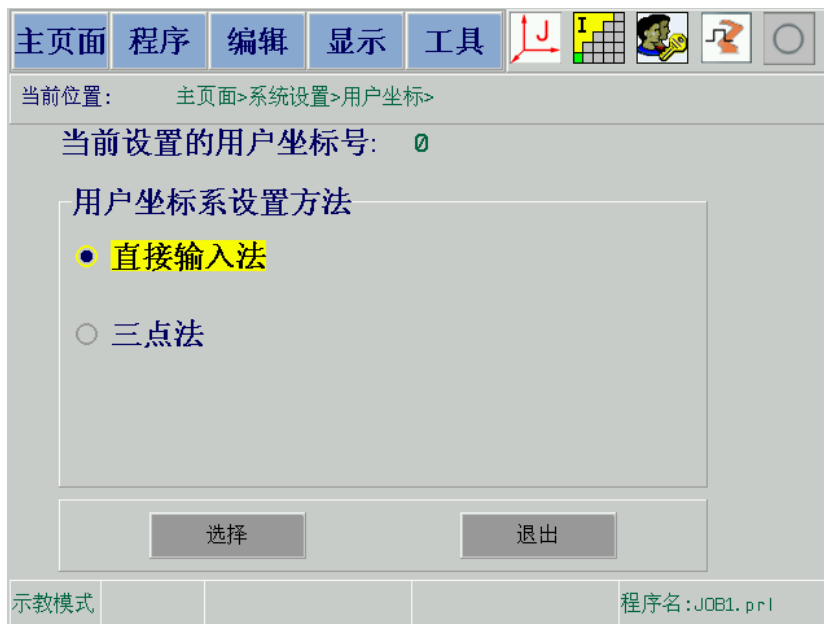 主页面 程序 编辑 显示 工具 J I
当前位置: 主页面>系统设置>用户坐标>
当前设置的用户坐标号: 0
用户坐标系设置方法
直接输入法
三点法
选择 退出
示教模式 程序名:JOB1.prl